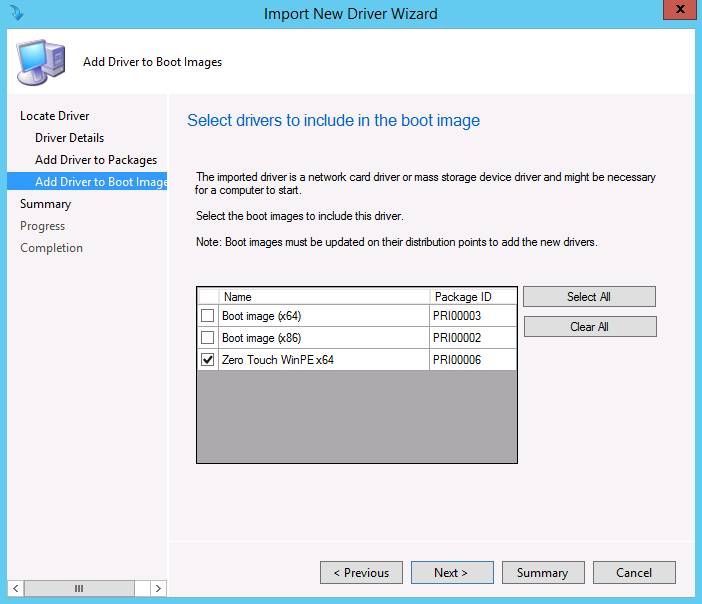 Import New Driver Wizard
x
Add Driver to Boot Images
Locate Driver
Driver Details
Add Driver to Packages
Add Driver to Boot Image
Summary
Progress
Completion
Select drivers to include in the boot image
The imported driver is a network card driver or mass storage device driver and might be necessary
for a computer to start.
Select the boot images to include this driver.
Note: Boot images must be updated on their distribution points to add the new drivers.
Name Package ID
Boot image (x64) PRI00003
Boot image (x86) PRI00002
Zero Touch WinPE x64 PRI00006
Select All
Clear All
< Previous
Next >
Summary
Cancel